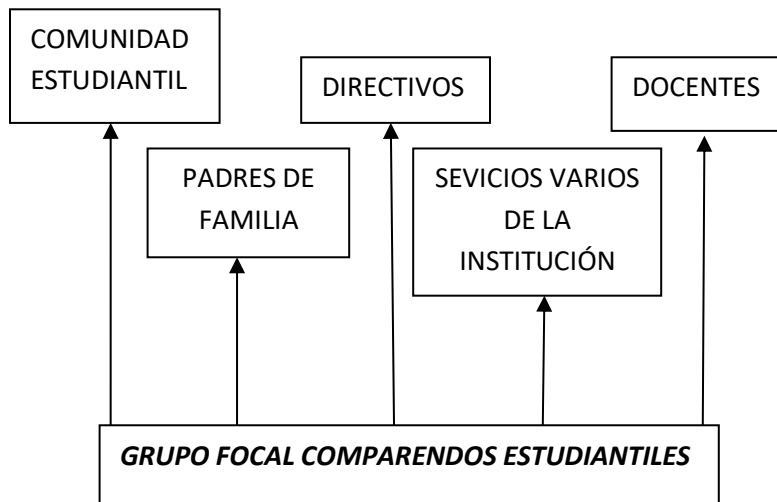 COMUNIDAD
ESTUDIANTIL
DIRECTIVOS
DOCENTES
PADRES DE
FAMILIA
SEVICIOS VARIOS
DE LA
INSTITUCIÓN
GRUPO FOCAL COMPARENDOS ESTUDIANTILES